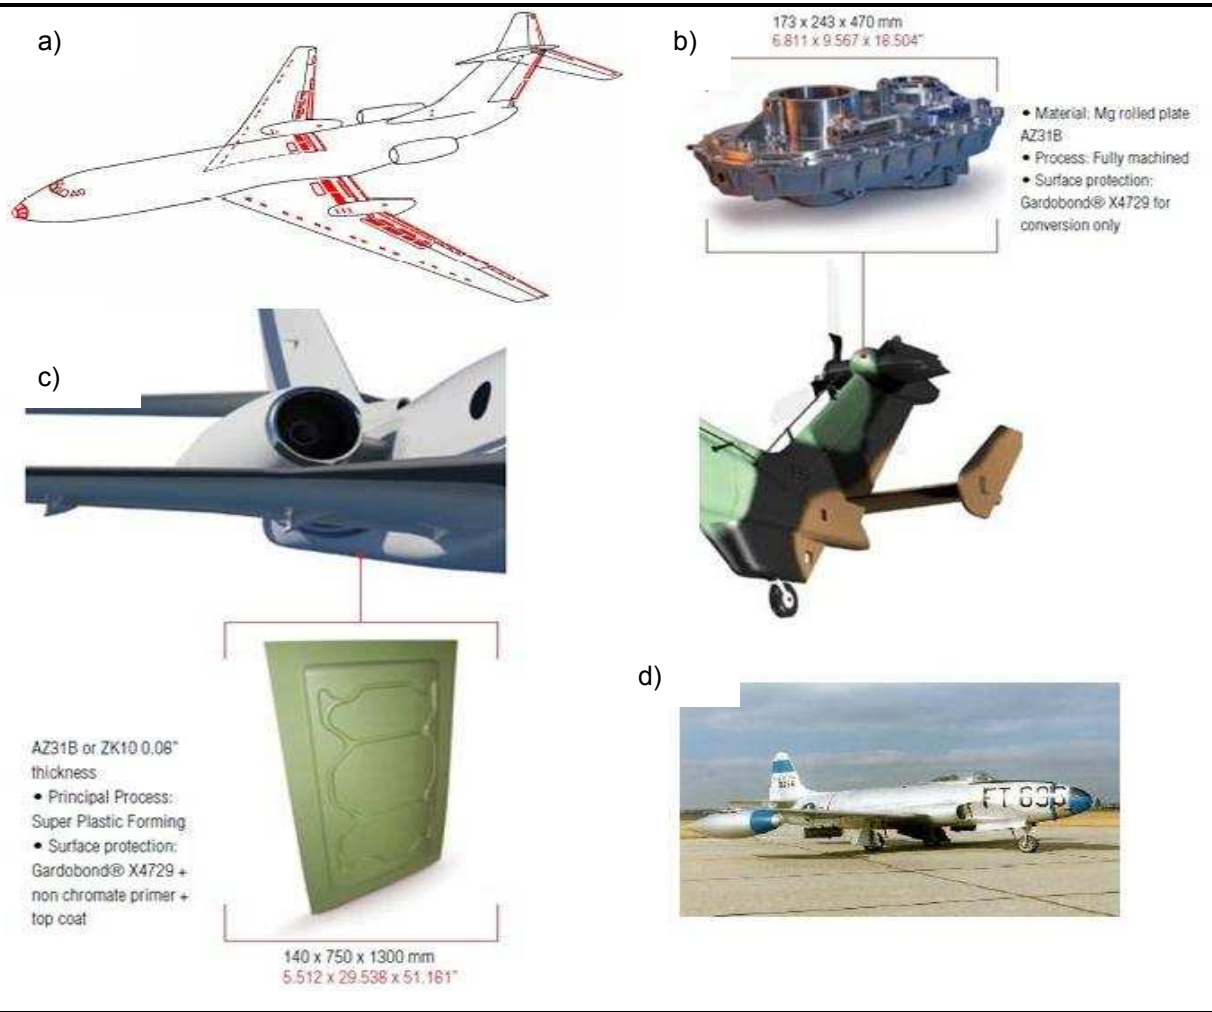 a)
b)
173 x 243 x 470 mm
6.811 x 9.567 x 18.504"
• Material: Mg rolled plate
AZ31B
• Process: Fully machined
• Surface protection:
Gardobond® X4729 for
conversion only
c)
AZ31B or ZK10 0.08"
thickness
• Principal Process:
Super Plastic Forming
• Surface protection:
Gardobond® X4729 +
non chromate primer +
top coat
140 x 750 x 1300 mm
5.512 x 29.538 x 51.181"
d)
FT 696